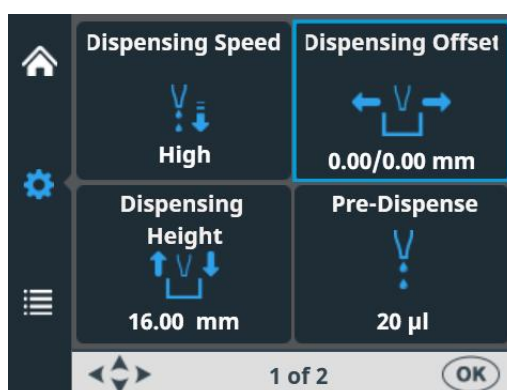 Dispensing Speed
High
Dispensing Offset
0.00/0.00 mm
Dispensing
Height
16.00 mm
Pre-Dispense
20 µl
1 of 2
OK